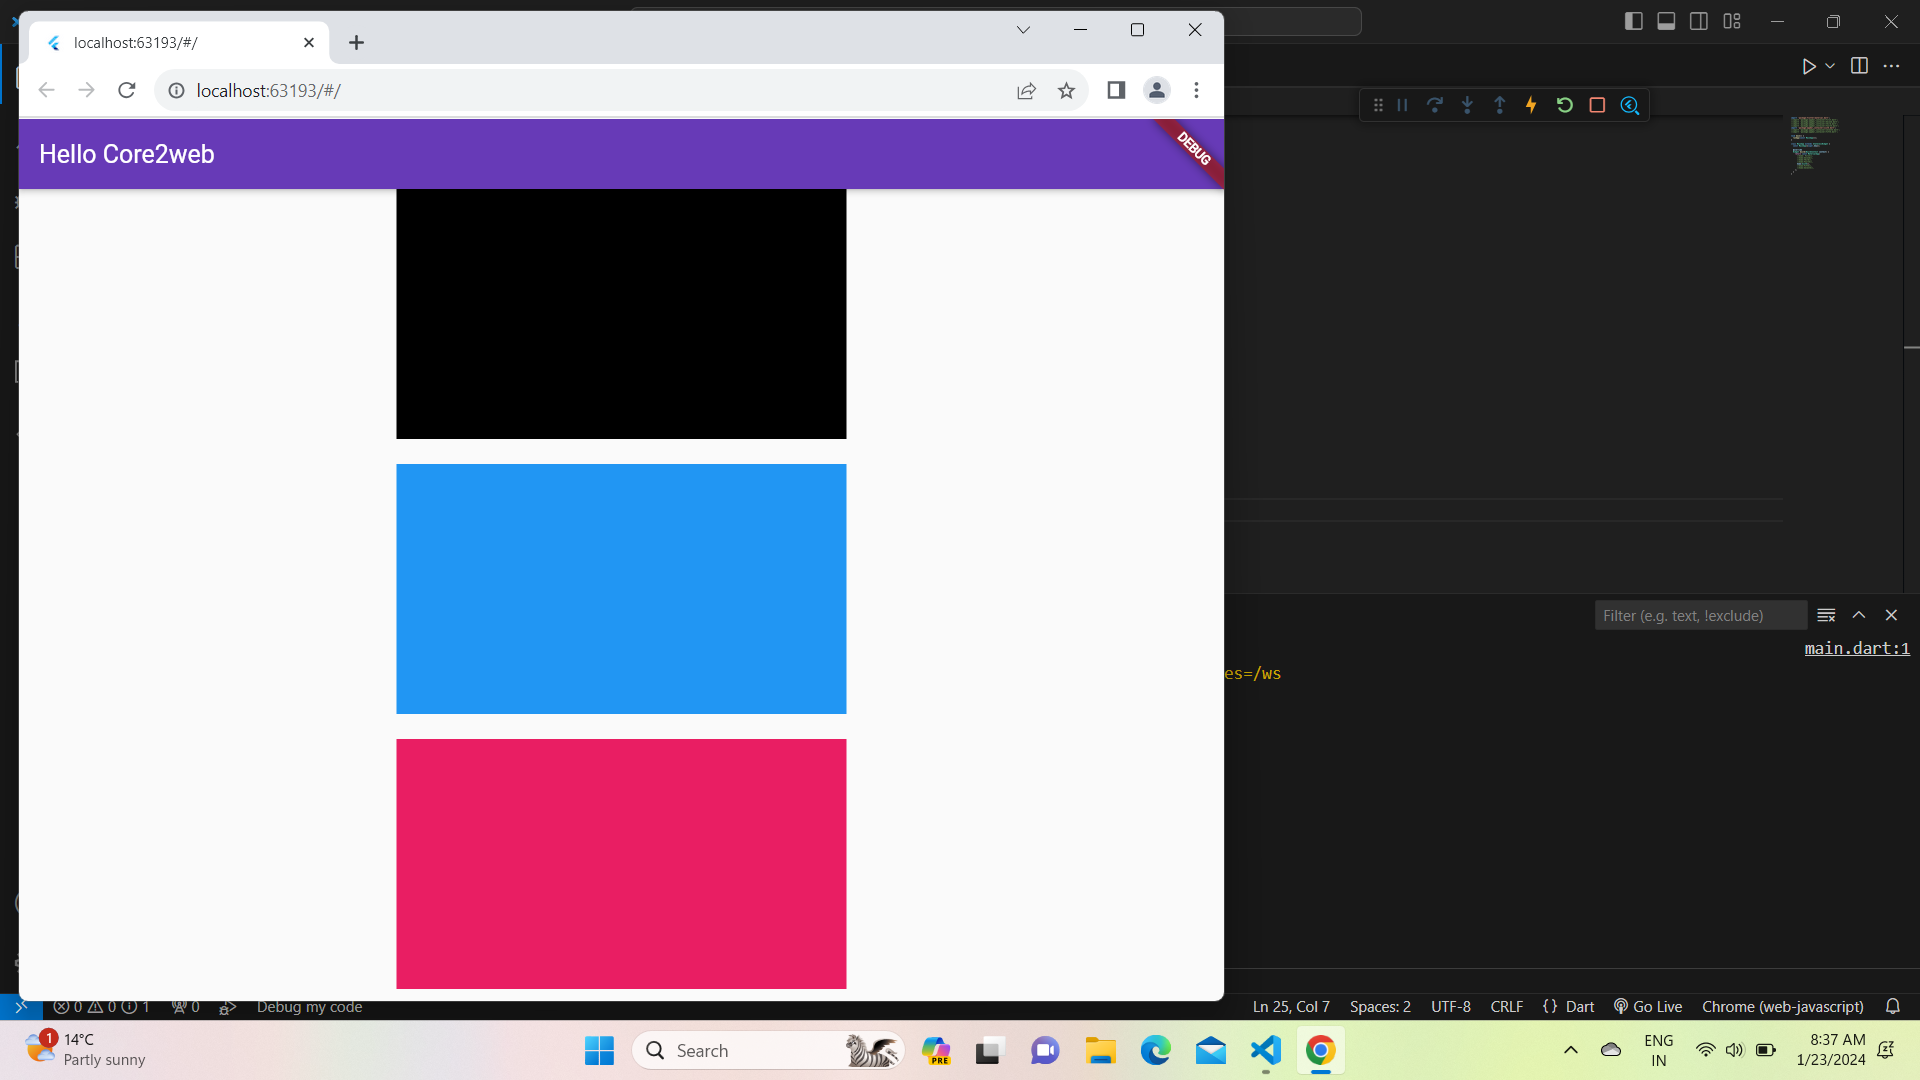 localhost:63193/#/
localhost:63193/#/
Hello Core2web
DEBUG
Filter (e.g. text, !exclude)
main.dart:1
es=/ws
0 0 1 0 Debug my code
Ln 25, Col 7 Spaces: 2 UTF-8 CRLF {} Dart Go Live Chrome (web-javascript)
1
14°C
Partly sunny
Search
PRE
ENG
IN
8:37 AM
1/23/2024